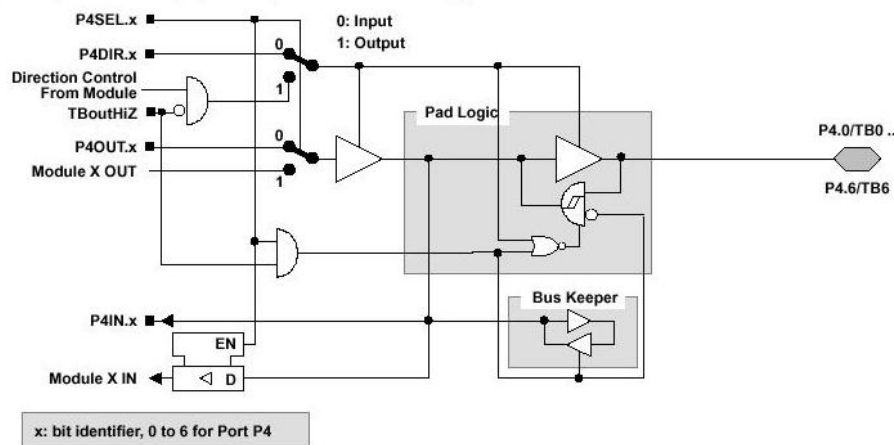 P4SEL.x
0: Input
1: Output
P4DIR.x
0
Direction Control
From Module
1
TBoutHiZ
Pad Logic
P4OUT.x
0
P4.0/TB0 ..
Module X OUT
1
P4.6/TB6
Bus Keeper
P4IN.x
EN
Module X IN
D
x: bit identifier, 0 to 6 for Port P4